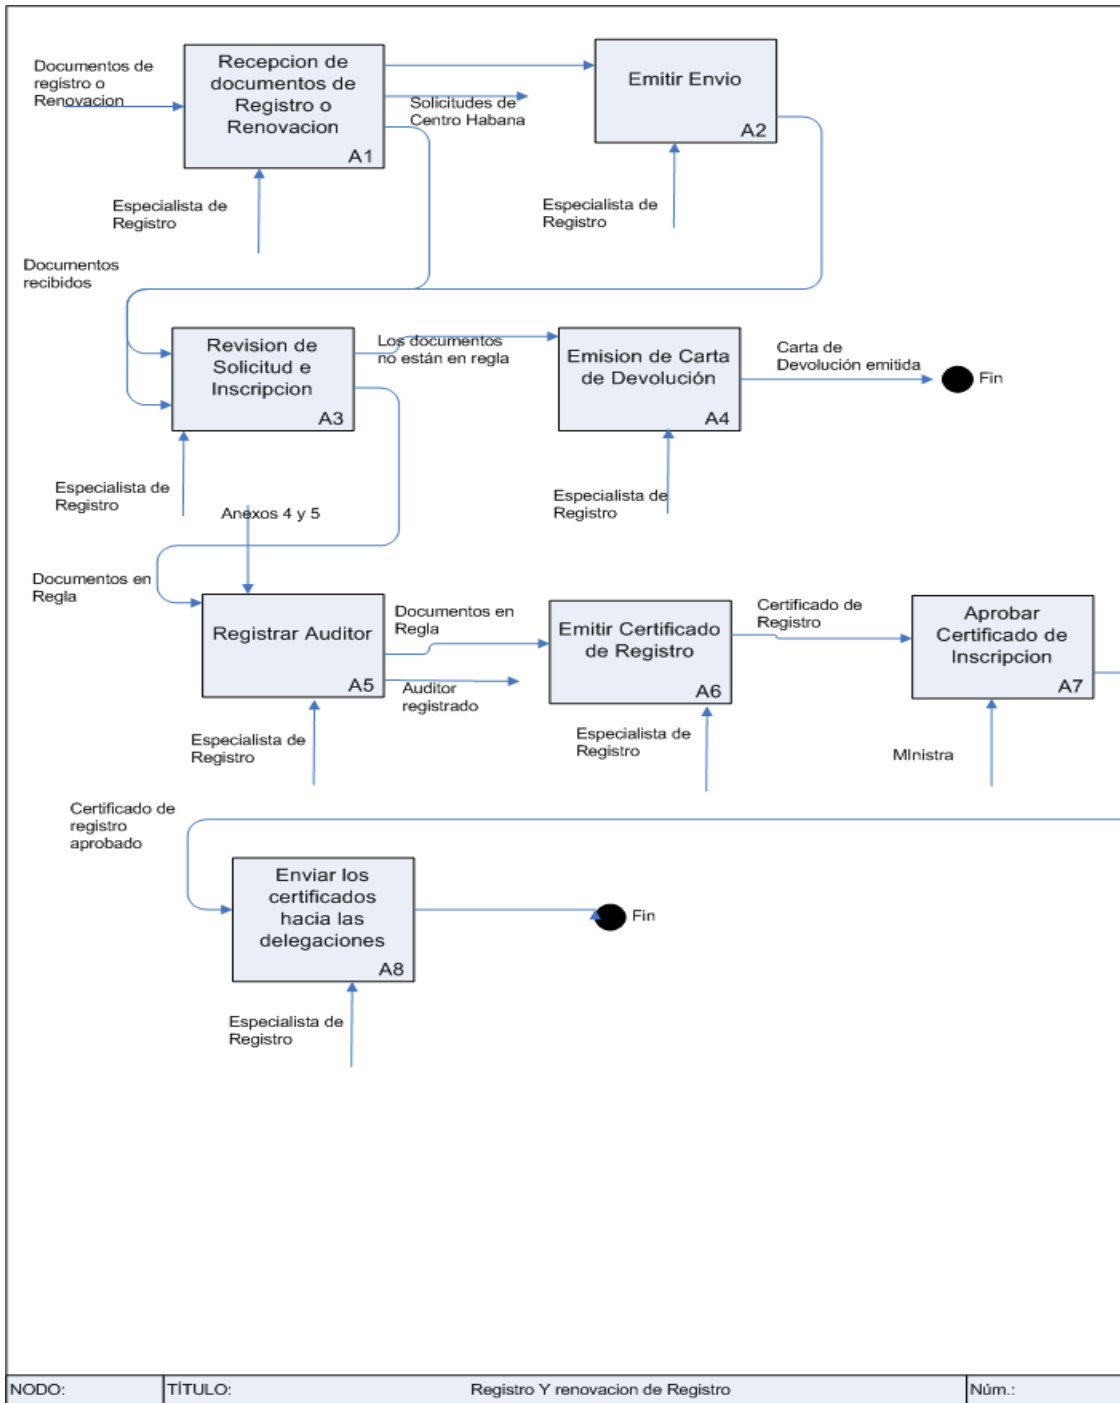 Documentos de
registro o
Renovacion
Recepcion de
documentos de
Registro o
Renovacion
A1
Solicitudes de
Centro Habana
Emitir Envio
A2
Especialista de
Registro
Especialista de
Registro
Documentos
recibidos
Revision de
Solicitud e
Inscripcion
A3
Los documentos
no están en regla
Emision de Carta
de Devolución
A4
Carta de
Devolución emitida
Fin
Especialista de
Registro
Especialista de
Registro
Anexos 4 y 5
Documentos en
Regla
Registrar Auditor
A5
Documentos en
Regla
Auditor
registrado
Emitir Certificado
de Registro
A6
Certificado de
Registro
Aprobar
Certificado de
Inscripcion
A7
Especialista de
Registro
Especialista de
Registro
MInistra
Certificado de
registro
aprobado
Enviar los
certificados
hacia las
delegaciones
A8
Fin
Especialista de
Registro
NODO:
TÍTULO:
Registro Y renovacion de Registro
Núm.: